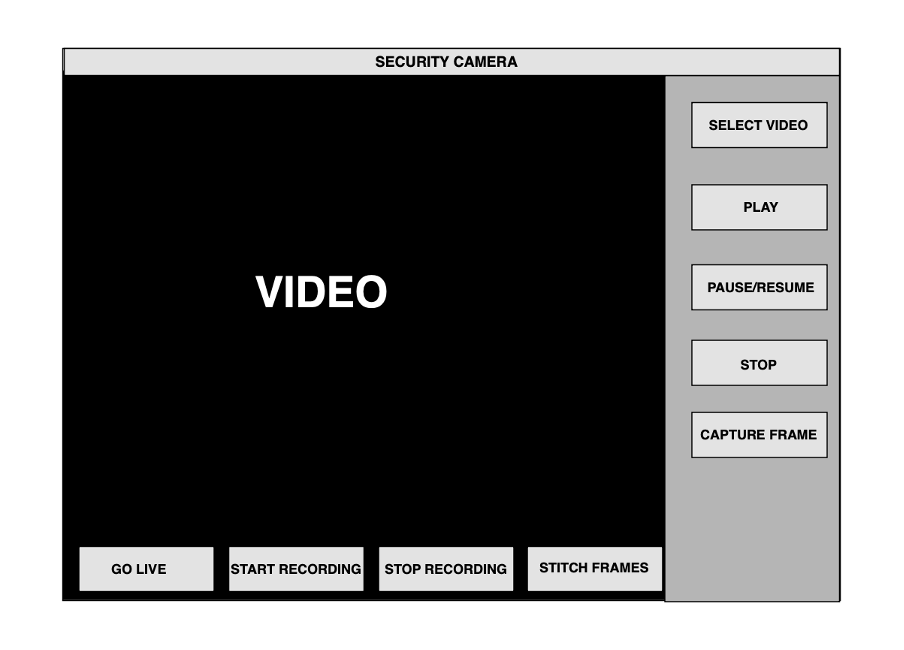 SECURITY CAMERA
SELECT VIDEO
PLAY
PAUSE/RESUME
STOP
CAPTURE FRAME
VIDEO
GO LIVE
START RECORDING
STOP RECORDING
STITCH FRAMES